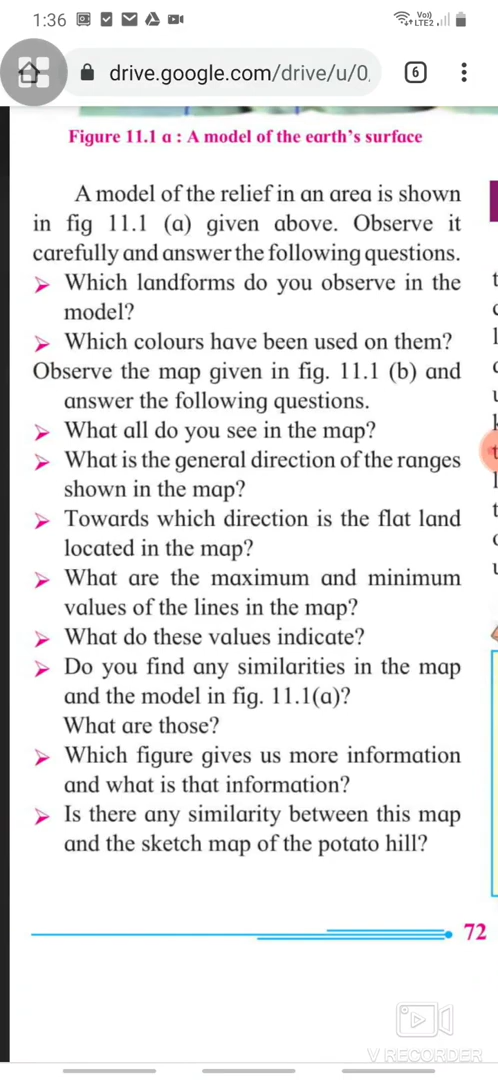 1:36
Vo))
LTE2
drive.google.com/drive/u/0,
6
Figure 11.1 a : A model of the earth's surface
A model of the relief in an area is shown
in fig 11.1 (a) given above. Observe it
carefully and answer the following questions.
➢ Which landforms do you observe in the
model?
➢ Which colours have been used on them?
Observe the map given in fig. 11.1 (b) and
answer the following questions.
➢ What all do you see in the map?
➢ What is the general direction of the ranges
shown in the map?
➢ Towards which direction is the flat land
located in the map?
➢ What are the maximum and minimum
values of the lines in the map?
➢ What do these values indicate?
➢ Do you find any similarities in the map
and the model in fig. 11.1(a)?
What are those?
➢ Which figure gives us more information
and what is that information?
➢ Is there any similarity between this map
and the sketch map of the potato hill?
72
V RECORDER